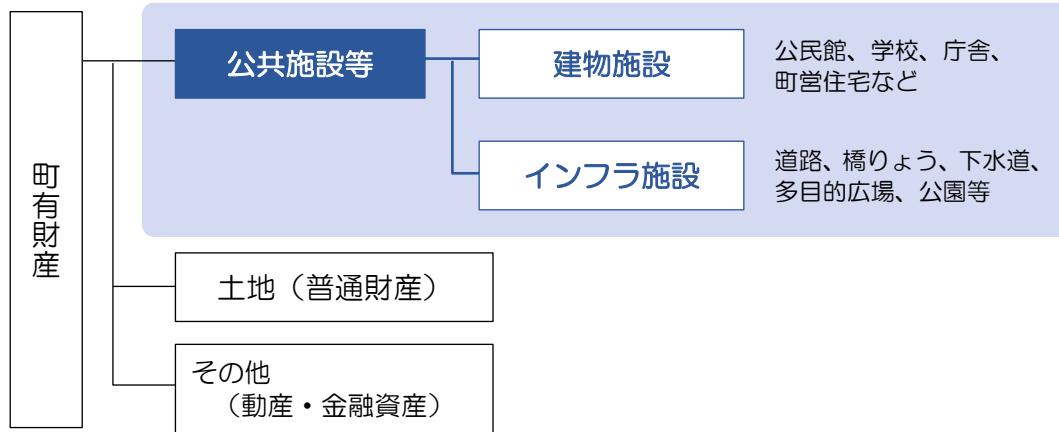 町有財産
公共施設等
建物施設
公民館、学校、庁舎、
町営住宅など
インフラ施設
道路、橋りょう、下水道、
多目的広場、公園等
土地（普通財産）
その他
（動産・金融資産）